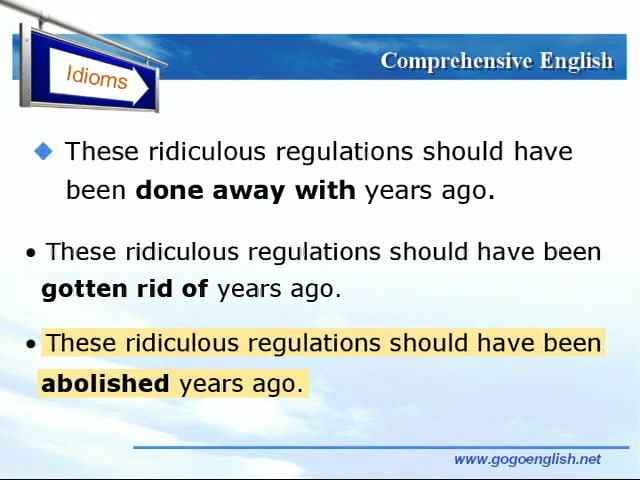 Idioms
Comprehensive English
These ridiculous regulations should have
been done away with years ago.
• These ridiculous regulations should have been
gotten rid of years ago.
• These ridiculous regulations should have been
abolished years ago.
www.gogoenglish.net